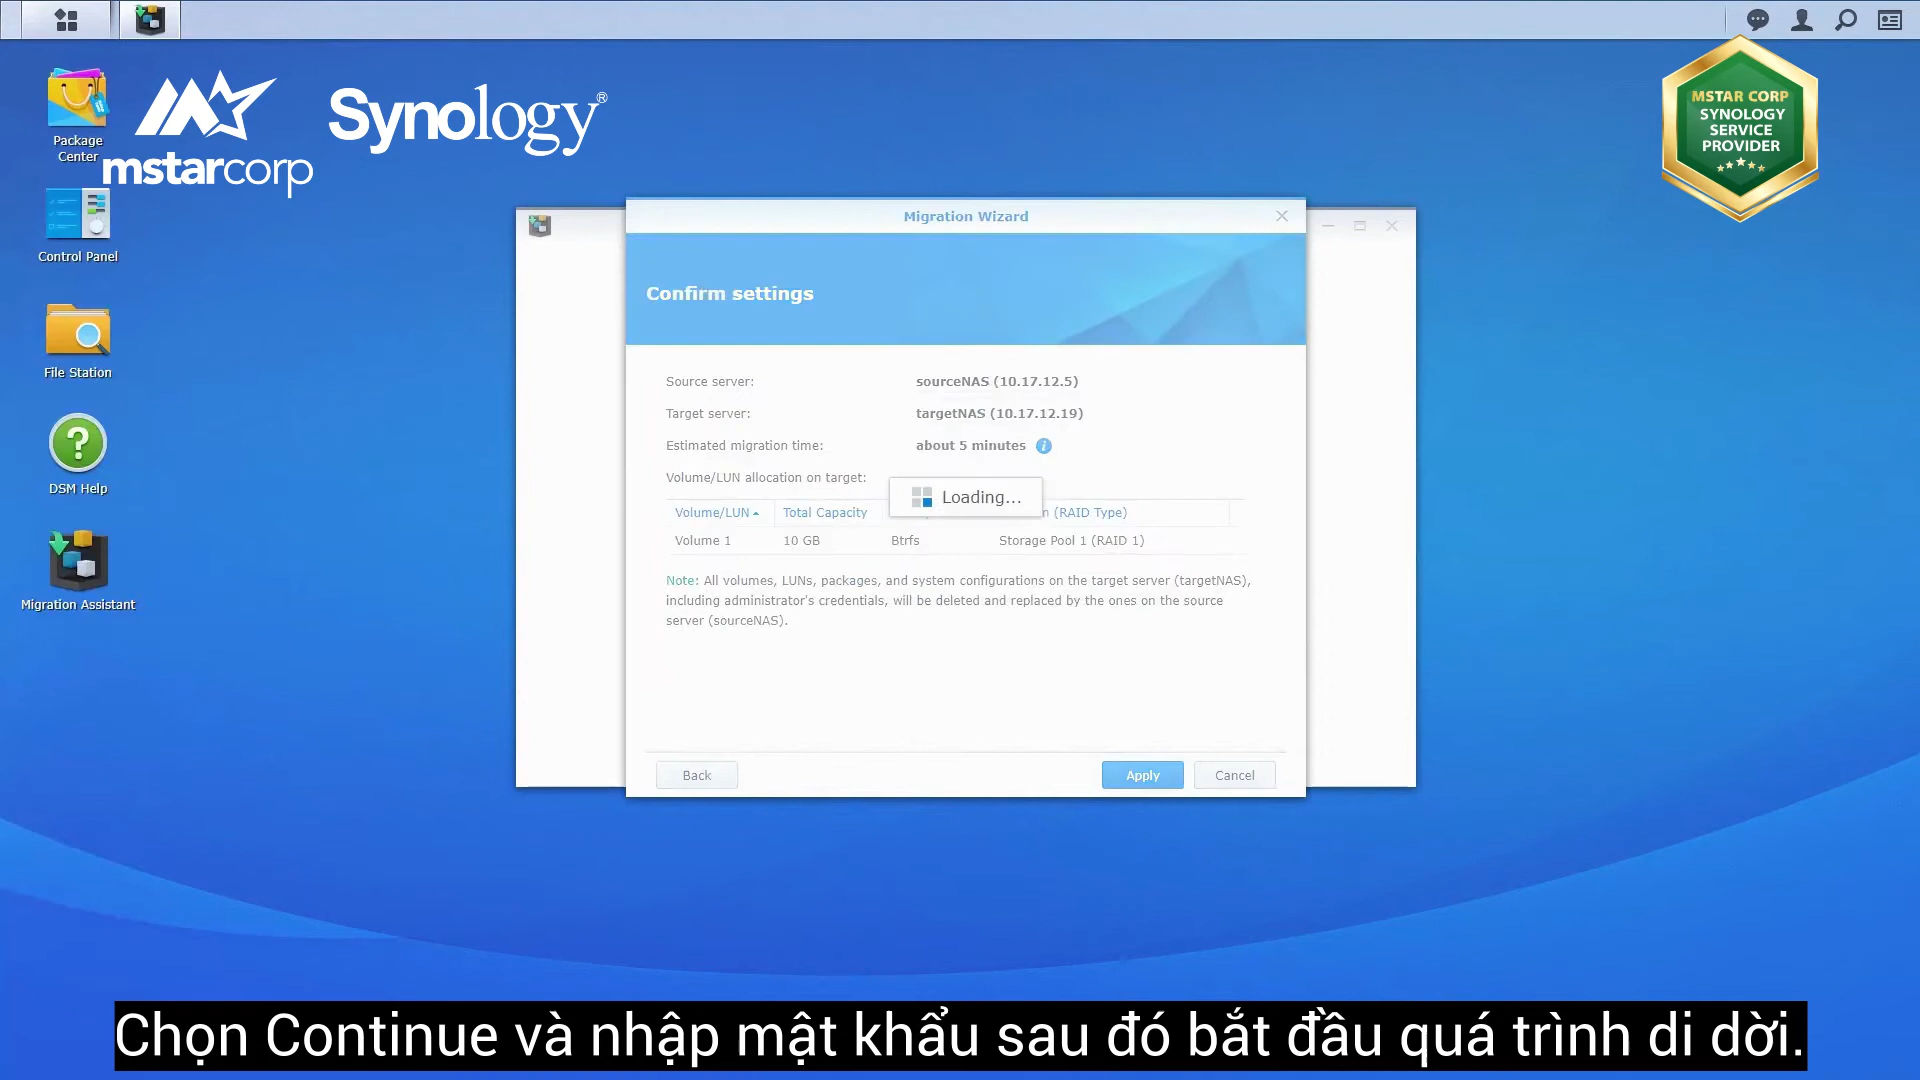 Package
Center
mstarcorp
Synology®
MSTAR CORP
SYNOLOGY
SERVICE
PROVIDER
Control Panel
File Station
DSM Help
Migration Assistant
Migration Wizard
Confirm settings
Source server: sourceNAS (10.17.12.5)
Target server: targetNAS (10.17.12.19)
Estimated migration time: about 5 minutes
Volume/LUN allocation on target:
Loading...
Volume/LUN Total Capacity (RAID Type)
Volume 1 10 GB Btrfs Storage Pool 1 (RAID 1)
Note: All volumes, LUNs, packages, and system configurations on the target server (targetNAS),
including administrator's credentials, will be deleted and replaced by the ones on the source
server (sourceNAS).
Back Apply Cancel
Chọn Continue và nhập mật khẩu sau đó bắt đầu quá trình di dời.